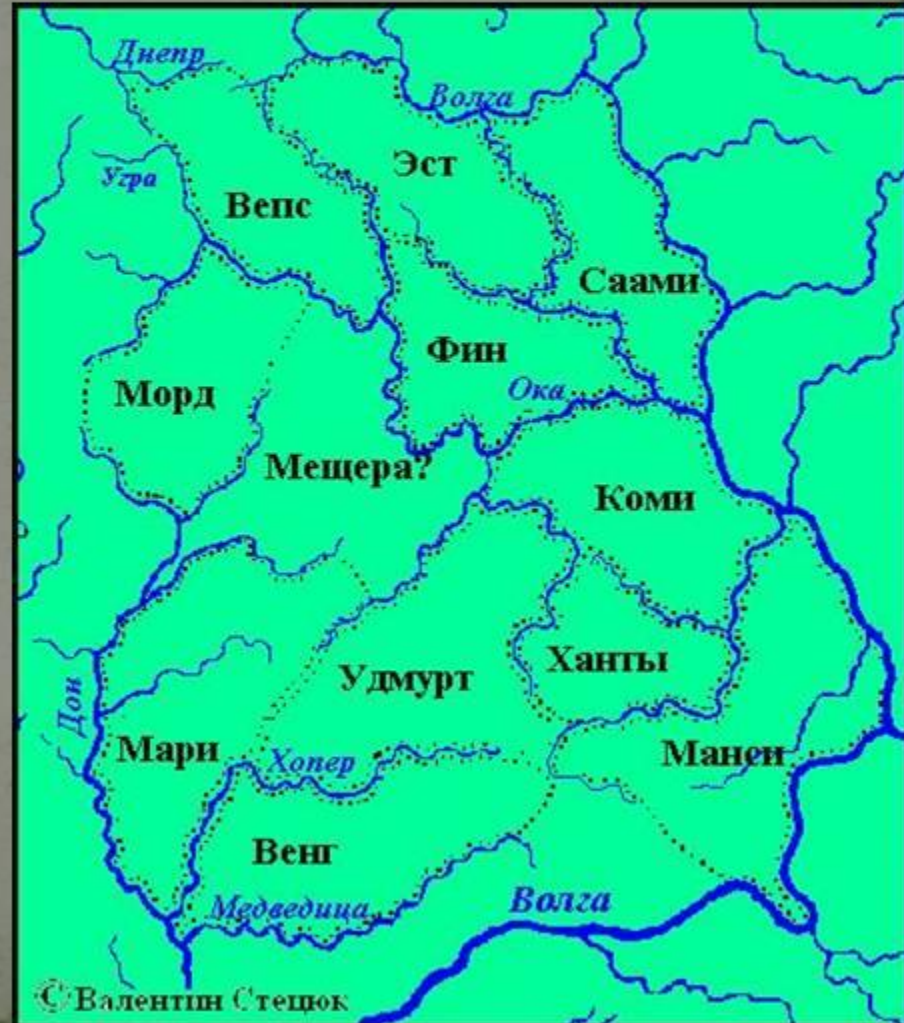 Днепр
Волга
Эст
Угра
Вепс
Саами
Фин
Ока
Морд
Мещера?
Коми
Ханты
Удмурт
Дон
Мари
Хопер
Манси
Венг
Медведица
Волга
© Валентин Стецюк